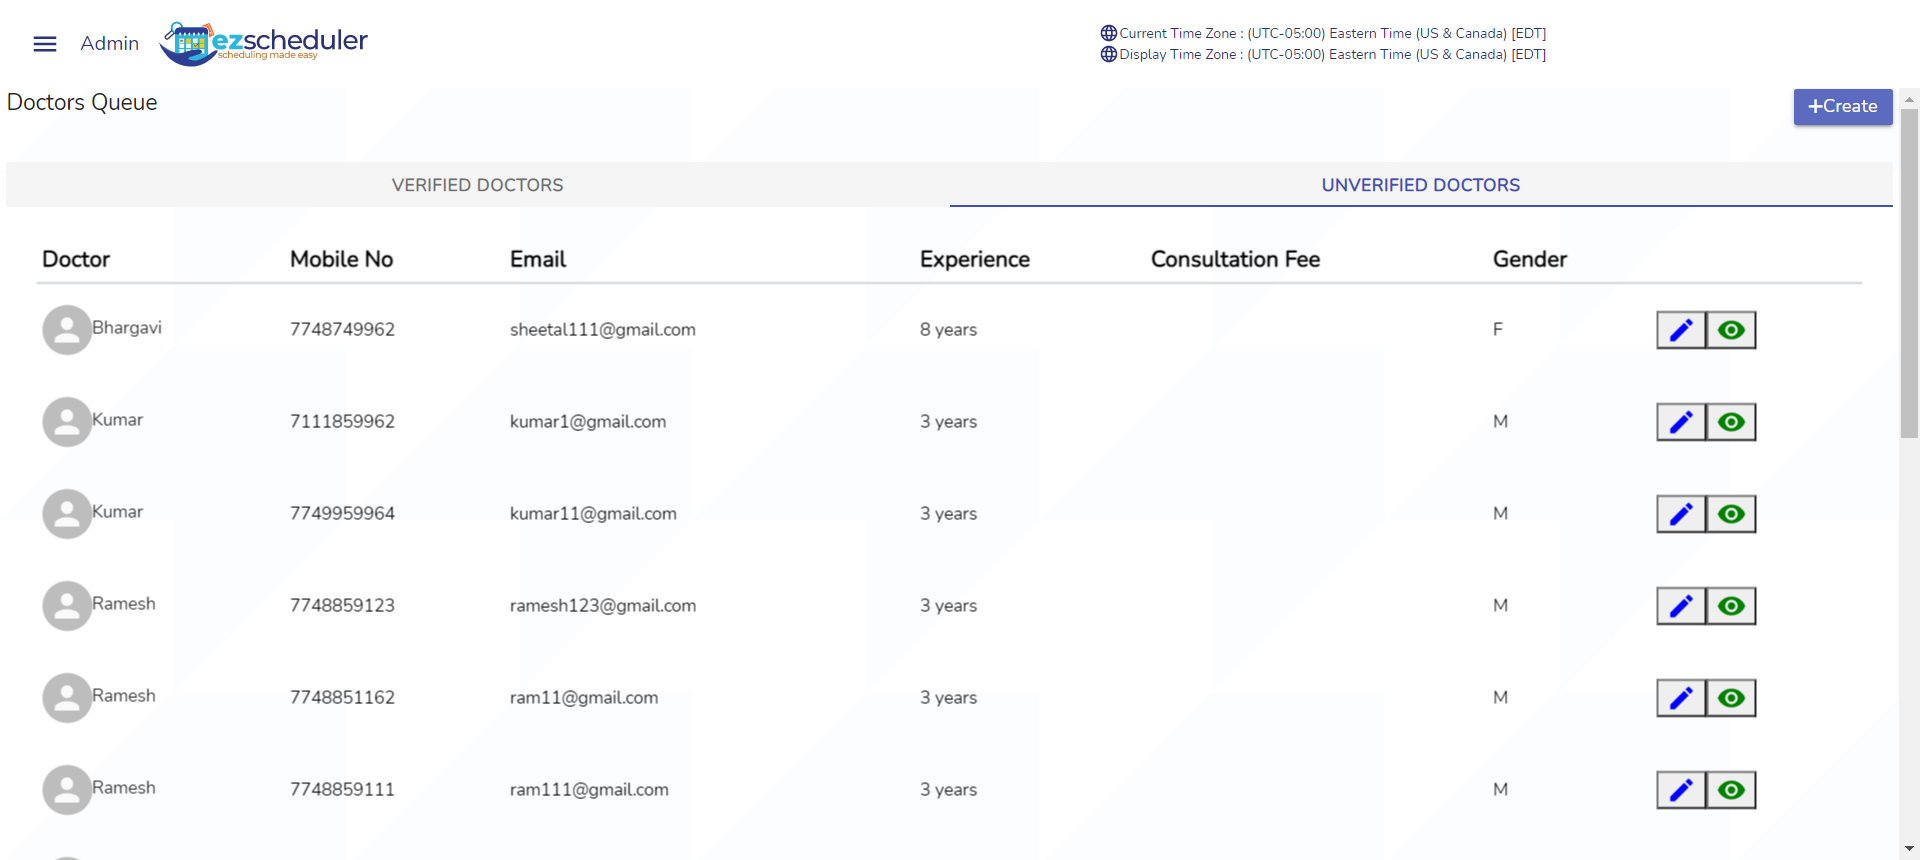 Admin
ezscheduler
scheduling made easy
Current Time Zone : (UTC-05:00) Eastern Time (US & Canada) [EDT]
Display Time Zone : (UTC-05:00) Eastern Time (US & Canada) [EDT]
Doctors Queue
+Create
VERIFIED DOCTORS UNVERIFIED DOCTORS
Doctor Mobile No Email Experience Consultation Fee Gender
Bhargavi 7748749962 sheetal111@gmail.com 8 years F
Kumar 7111859962 kumar1@gmail.com 3 years M
Kumar 7749959964 kumar11@gmail.com 3 years M
Ramesh 7748859123 ramesh123@gmail.com 3 years M
Ramesh 7748851162 ram11@gmail.com 3 years M
Ramesh 7748859111 ram111@gmail.com 3 years M